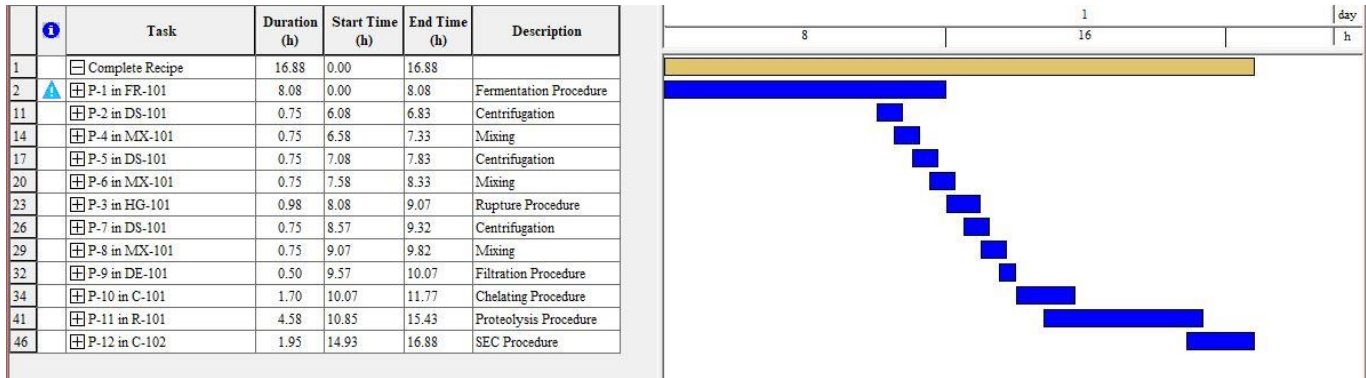 1 day
8 16 h
Task Duration (h) Start Time (h) End Time (h) Description
1 Complete Recipe 16.88 0.00 16.88
2 P-1 in FR-101 8.08 0.00 8.08 Fermentation Procedure
11 P-2 in DS-101 0.75 6.08 6.83 Centrifugation
14 P-4 in MX-101 0.75 6.58 7.33 Mixing
17 P-5 in DS-101 0.75 7.08 7.83 Centrifugation
20 P-6 in MX-101 0.75 7.58 8.33 Mixing
23 P-3 in HG-101 0.98 8.08 9.07 Rupture Procedure
26 P-7 in DS-101 0.75 8.57 9.32 Centrifugation
29 P-8 in MX-101 0.75 9.07 9.82 Mixing
32 P-9 in DE-101 0.50 9.57 10.07 Filtration Procedure
34 P-10 in C-101 1.70 10.07 11.77 Chelating Procedure
41 P-11 in R-101 4.58 10.85 15.43 Proteolysis Procedure
46 P-12 in C-102 1.95 14.93 16.88 SEC Procedure